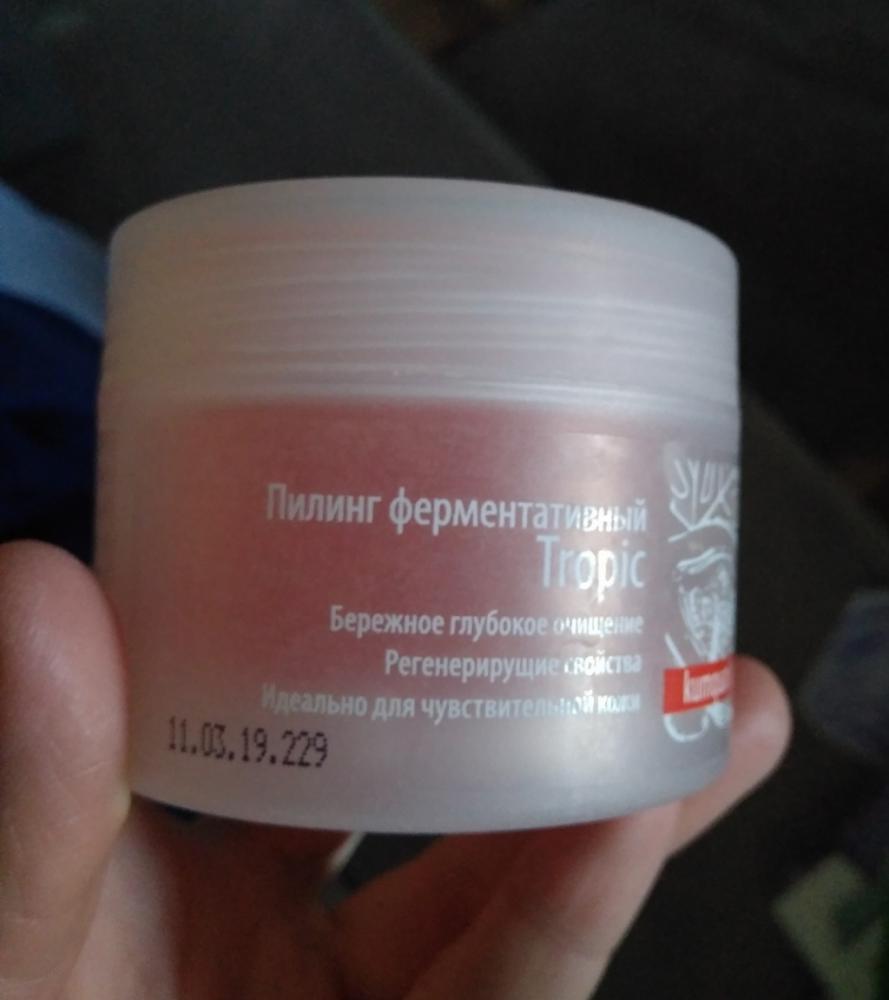 Пилинг ферментативный
Tropic
Бережное глубокое очищение
Регенерирущие свойства
Идеально для чувствительной кожи
11.03.19.229